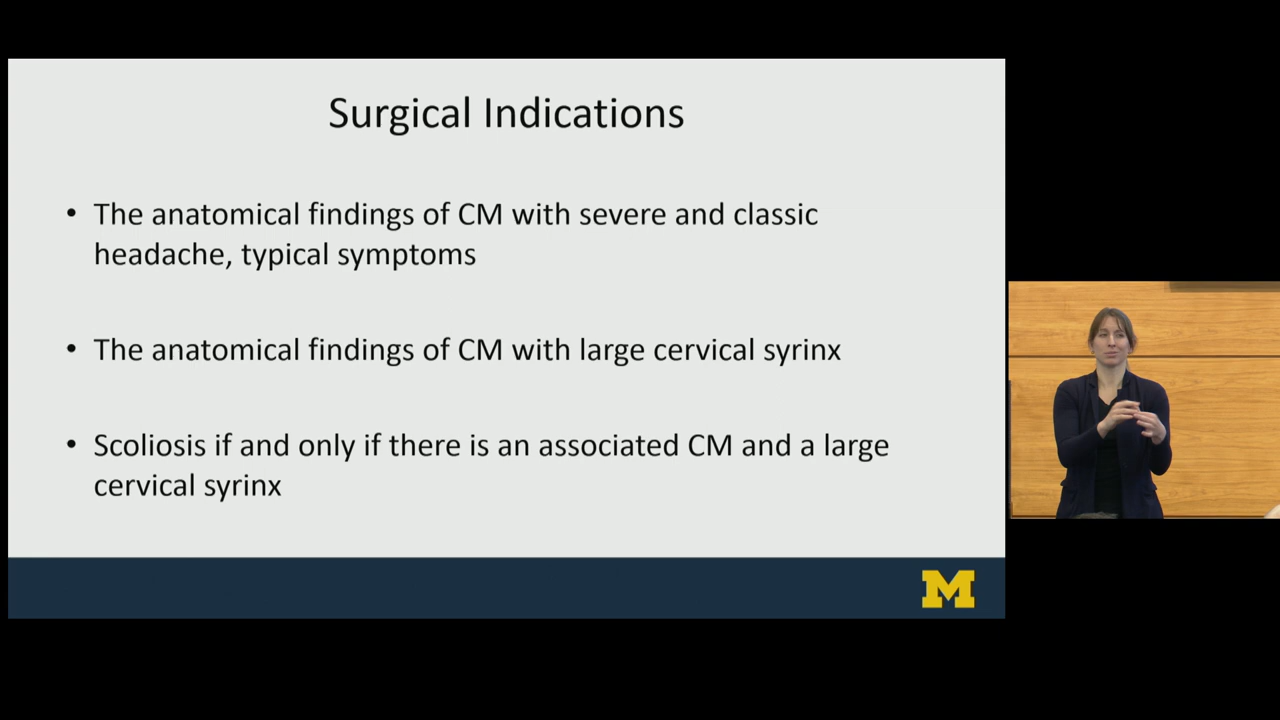 Surgical Indications
• The anatomical findings of CM with severe and classic
headache, typical symptoms
• The anatomical findings of CM with large cervical syrinx
• Scoliosis if and only if there is an associated CM and a large
cervical syrinx
M